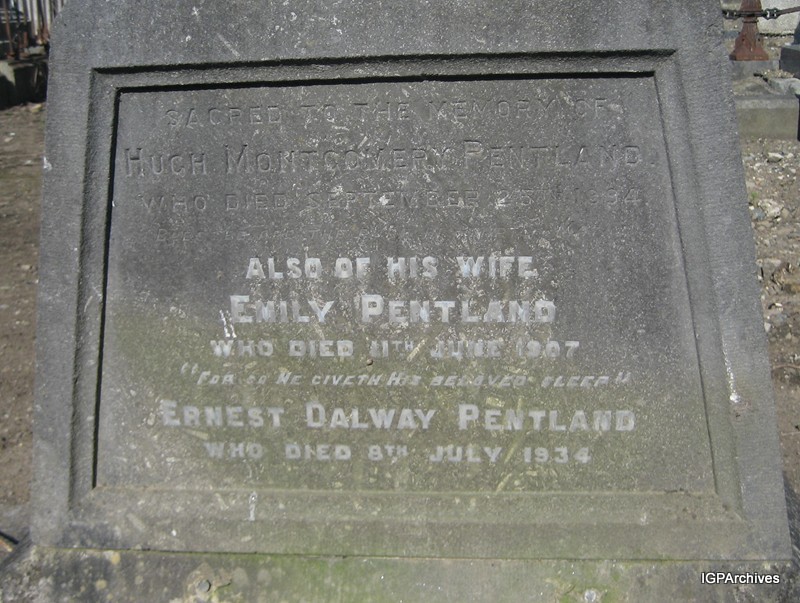 SACRED TO THE MEMORY OF
HUGH MONTGOMERY PENTLAND
WHO DIED SEPTEMBER TH
ALSO OF HIS WIFE
EMILY PENTLAND
WHO DIED 11TH JUNE 1907
"FOR SO HE GIVETH HIS BELOVED SLEEP"
ERNEST DALWAY PENTLAND
WHO DIED 8TH JULY 1934
IGPArchives